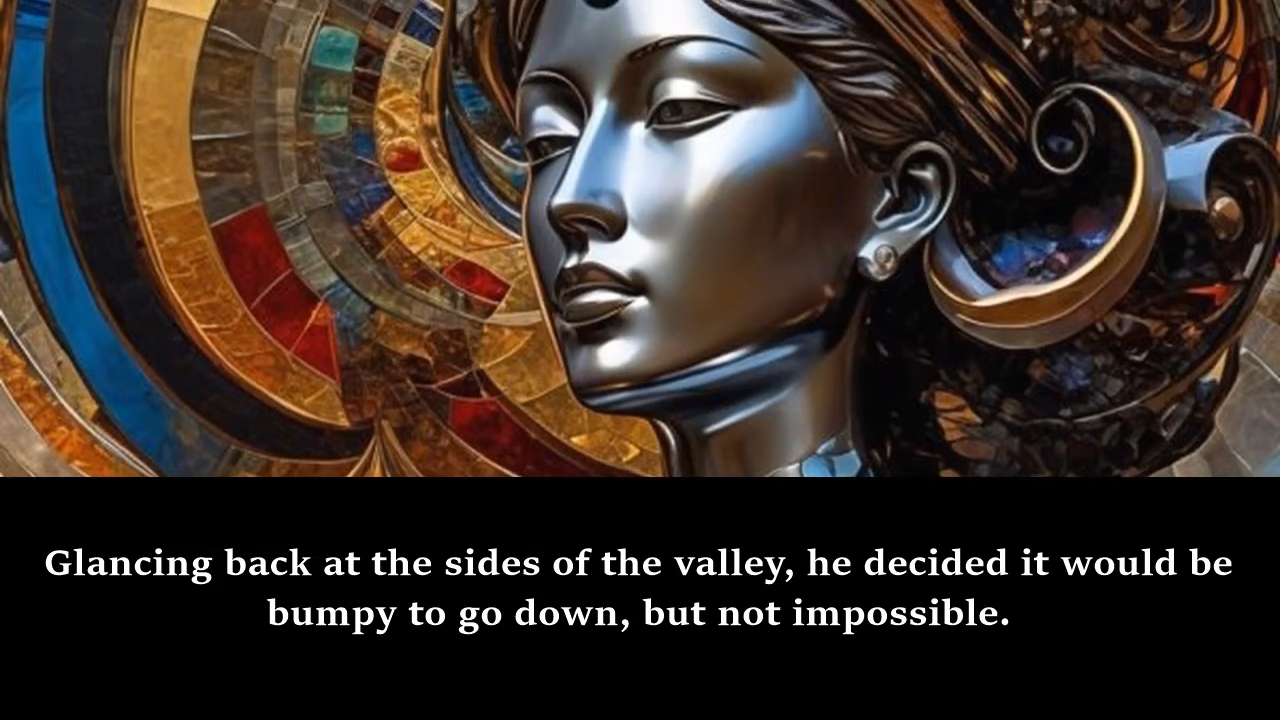 Glancing back at the sides of the valley, he decided it would be
bumpy to go down, but not impossible.